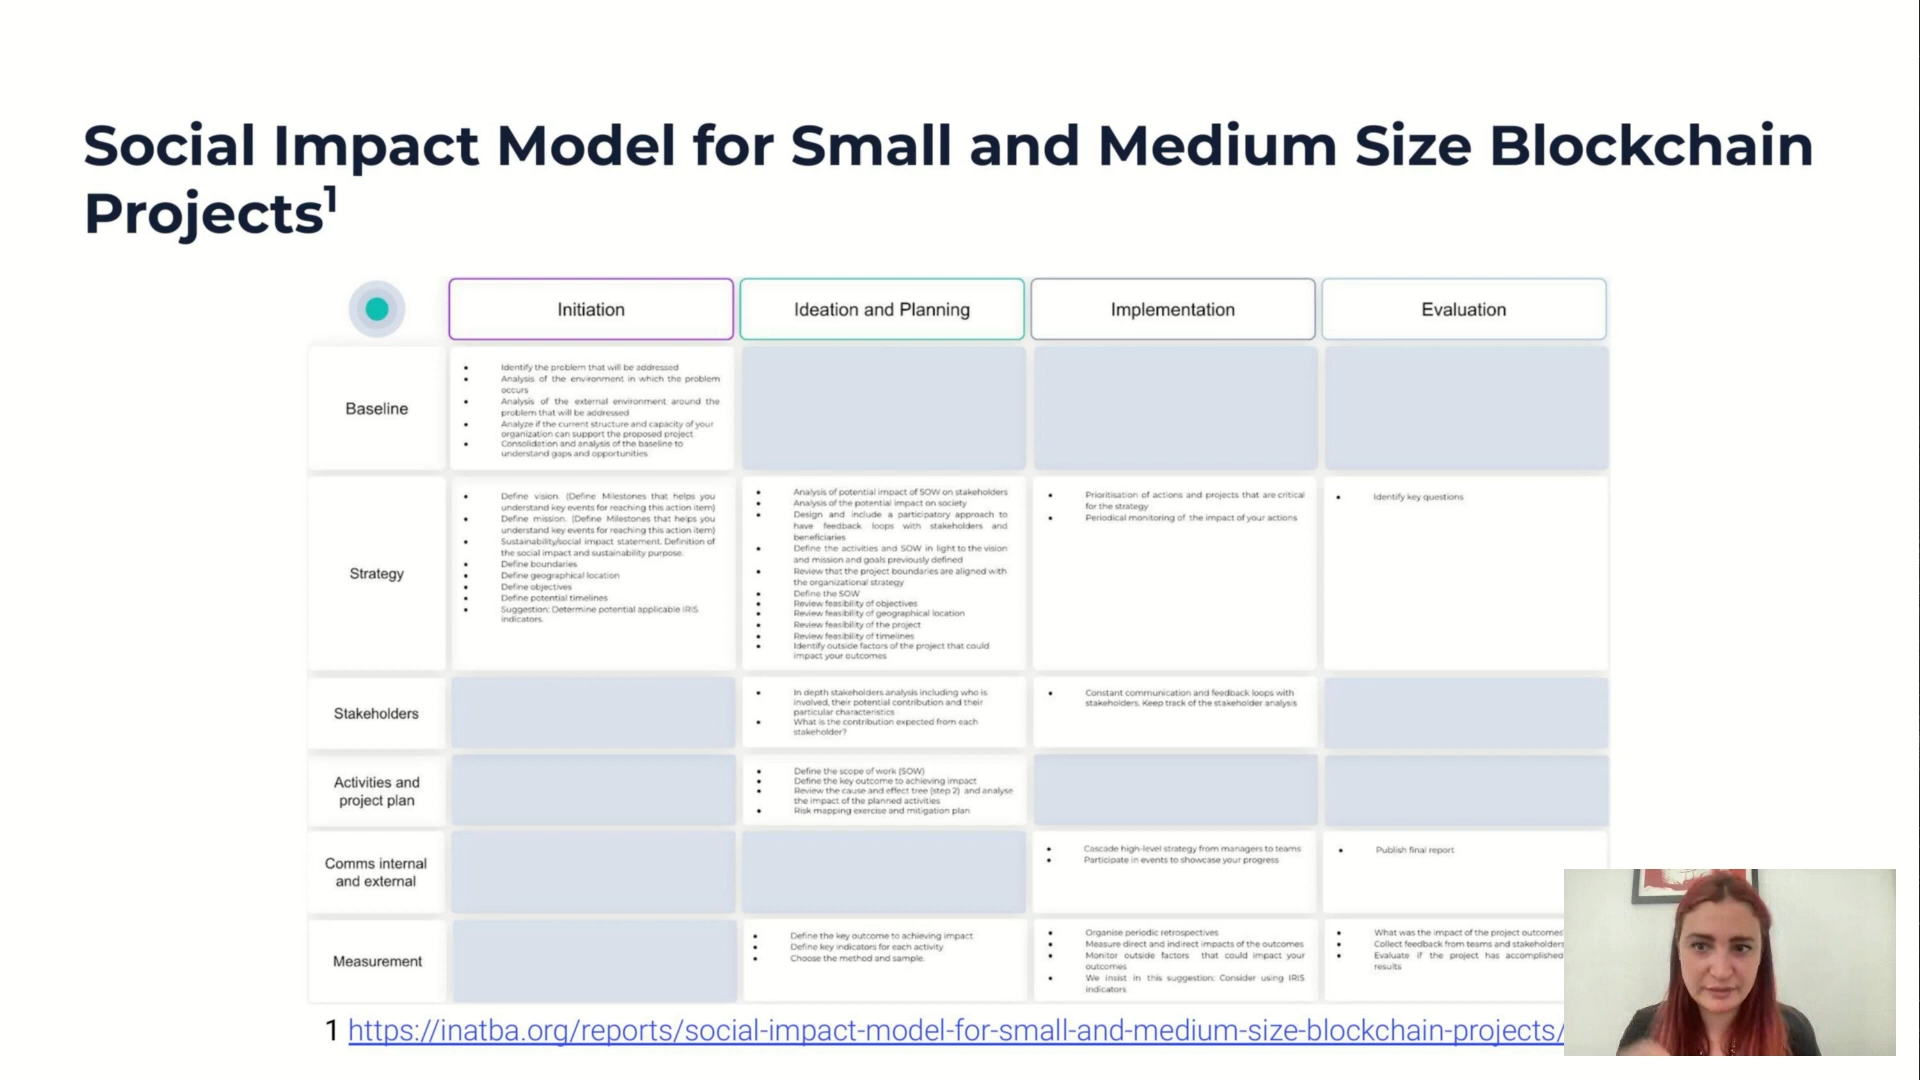 Social Impact Model for Small and Medium Size Blockchain
Projects1
Initiation
Ideation and Planning
Implementation
Evaluation
Baseline
Identify the problem that will be addressed
Analysis of the environment in which the problem
occurs
Analysis of the external environment around the
problem that will be addressed
Analyze if the current structure and capacity of your
organization can support the proposed project
Consolidation and analysis of the baseline to
understand gaps and opportunities
Strategy
Define vision. (Define Milestones that helps you
understand key events for reaching this action item)
Define mission. (Define Milestones that helps you
understand key events for reaching this action item)
Sustainability/social impact statement. Definition of
the social impact and sustainability purpose.
Define boundaries
Define geographical location
Define objectives
Define potential timelines
Suggestion: Determine potential applicable IRIS
indicators.
Analysis of potential impact of SOW on stakeholders
Analysis of the potential impact on society
Design and include a participatory approach to
have feedback loops with stakeholders and
beneficiaries
Define the activities and SOW in light to the vision
and mission and goals previously defined
Review that the project boundaries are aligned with
the organizational strategy
Define the SOW
Review feasibility of objectives
Review feasibility of geographical location
Review feasibility of the project
Review feasibility of timelines
Identify outside factors of the project that could
impact your outcomes
Prioritisation of actions and projects that are critical
for the strategy
Periodical monitoring of the impact of your actions
Identify key questions
Stakeholders
In depth stakeholders analysis including who is
involved, their potential contribution and their
particular characteristics
What is the contribution expected from each
stakeholder?
Constant communication and feedback loops with
stakeholders. Keep track of the stakeholder analysis
Activities and
project plan
Define the scope of work (SOW)
Define the key outcome to achieving impact
Review the cause and effect tree (step 2) and analyse
the impact of the planned activities
Risk mapping exercise and mitigation plan
Comms internal
and external
Cascade high-level strategy from managers to teams
Participate in events to showcase your progress
Publish final report
Measurement
Define the key outcome to achieving impact
Define key indicators for each activity
Choose the method and sample.
Organise periodic retrospectives
Measure direct and indirect impacts of the outcomes
Monitor outside factors that could impact your
outcomes
We insist in this suggestion: Consider using IRIS
indicators
What was the impact of the project outcomes
Collect feedback from teams and stakeholders
Evaluate if the project has accomplished
results
1 https://inatba.org/reports/social-impact-model-for-small-and-medium-size-blockchain-projects/